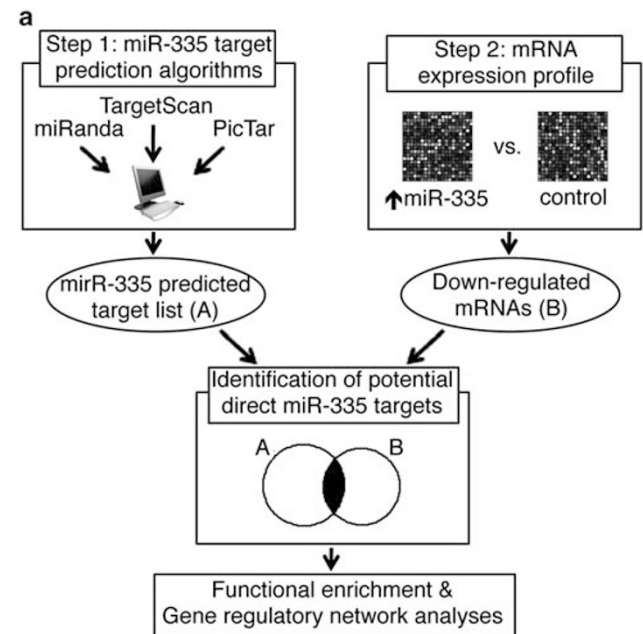 a
Step 1: miR-335 target
prediction algorithms
TargetScan
miRanda
PicTar
Step 2: mRNA
expression profile
vs.
↑miR-335
control
mirR-335 predicted
target list (A)
Down-regulated
mRNAs (B)
Identification of potential
direct miR-335 targets
A
B
Functional enrichment &
Gene regulatory network analyses